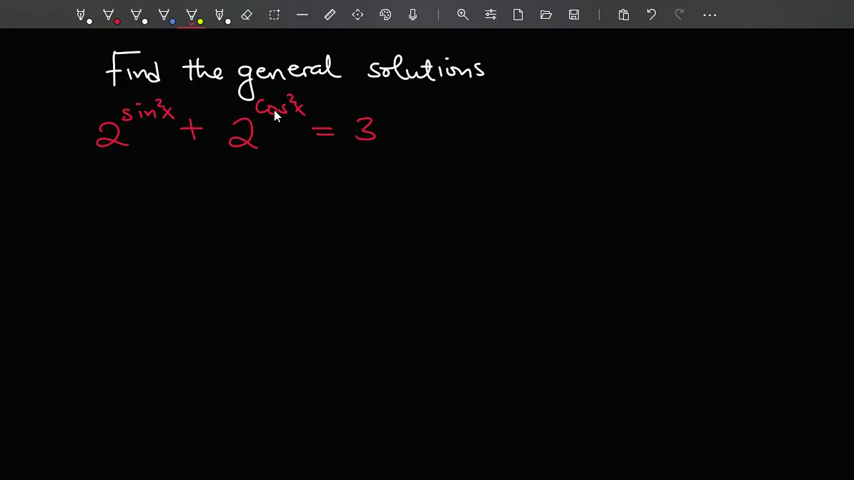 Find the general solutions
2^{sin²x} + 2^{cos²x} = 3